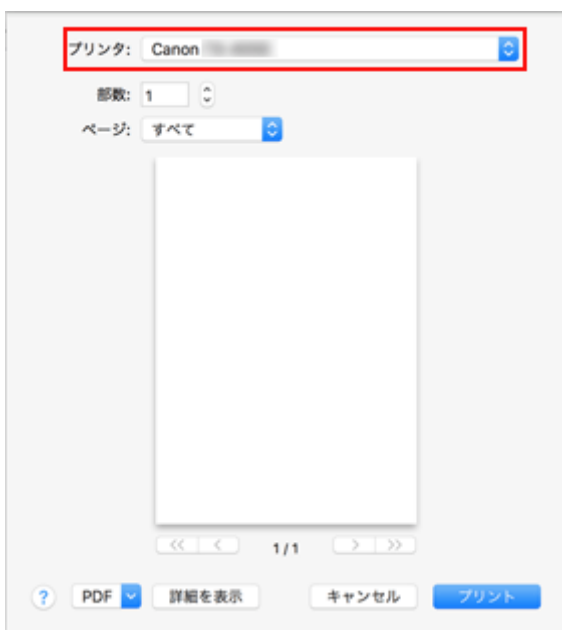 プリンタ: Canon
部数: 1
ページ: すべて
<< < 1/1 > >>
? PDF 詳細を表示 キャンセル プリント